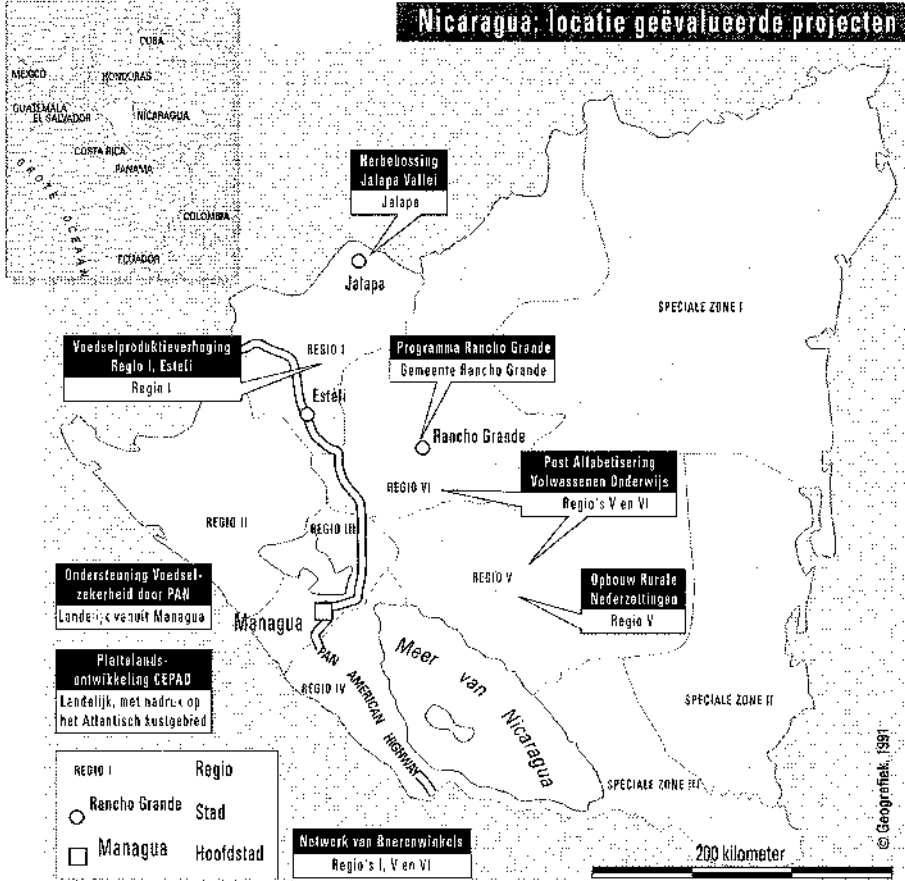 Nicaragua; locatie geëvalueerde projecten
CUBA
MEXICO
HONDURAS
GUATEMALA
EL SALVADOR
NICARAGUA
COSTA RICA
PANAMA
GROTE OCEAAN
COLOMBIA
ECUADOR
Herbebossing
Jalapa Vallei
Jalapa
Jalapa
SPECIALE ZONE I
Voedselproduktieverhoging
Regio I, Estelí
Regio I
REGIO I
Programma Rancho Grande
Gemeente Rancho Grande
Estelí
Rancho Grande
Post Alfabetisering
Volwassenen Onderwijs
Regio's V en VI
REGIO VI
REGIO II
REGIO III
REGIO V
Ondersteuning Voedsel-
zekerheid door PAN
Landelijk vanuit Managua
Opbouw Rurale
Nederzettingen
Regio V
Managua
PAN AMERICAN HIGHWAY
Meer van Nicaragua
REGIO IV
Plattelands-
ontwikkeling CEPAD
Landelijk, met nadruk op
het Atlantisch kustgebied
SPECIALE ZONE II
SPECIALE ZONE III
REGIO I
Regio
Rancho Grande
Stad
Managua
Hoofdstad
Netwerk van Boerenwinkels
Regio's I, V en VI
200 kilometer
© Geografiek, 1991